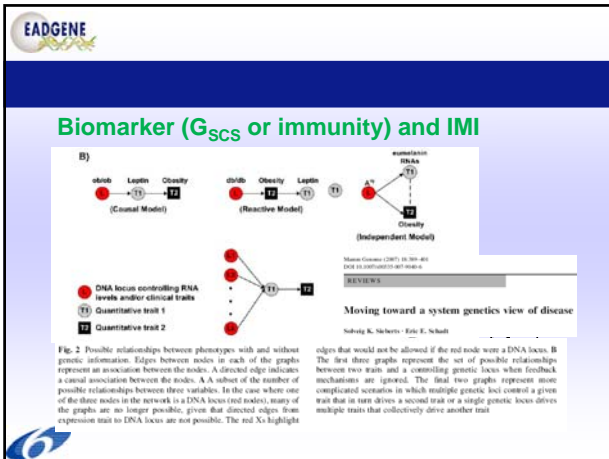 EADGENE
Biomarker (GSCS or immunity) and IMI
B)
ob/ob Leptin Obesity
L T1 T2
(Causal Model)
db/db Obesity Leptin
L T2 T1
(Reactive Model)
T1
eumelanin
RNAs
T1
L
T2
Obesity
(Independent Model)
L DNA locus controlling RNA
levels and/or clinical traits
T1 Quantitative trait 1
T2 Quantitative trait 2
T1 T2
Mamm Genome (2007) 18:389–401
REVIEWS
Moving toward a system genetics view of disease
Solveig K. Sieberts · Eric E. Schadt
Fig. 2 Possible relationships between phenotypes with and without
genetic information. Edges between nodes in each of the graphs
represent an association between the nodes. A directed edge indicates
a causal association between the nodes. A A subset of the number of
possible relationships between three variables. In the case where one
of the three nodes in the network is a DNA locus (red nodes), many of
the graphs are no longer possible, given that directed edges from
expression trait to DNA locus are not possible. The red Xs highlight
edges that would not be allowed if the red node were a DNA locus. B
The first three graphs represent the set of possible relationships
between two traits and a controlling genetic locus when feedback
mechanisms are ignored. The final two graphs represent more
complicated scenarios in which multiple genetic loci control a given
trait that in turn drives a second trait or a single genetic locus drives
multiple traits that collectively drive another trait
6